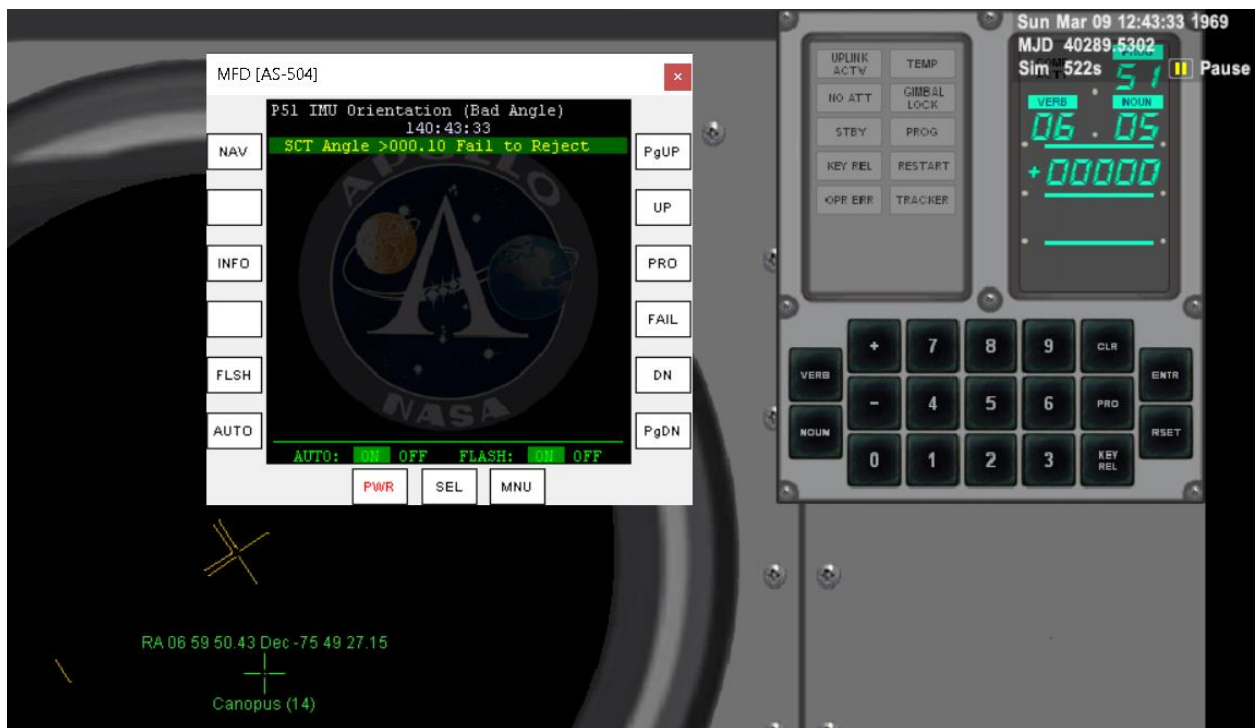 Sun Mar 09 12:43:33 1969
MJD 40289.5302
Sim 522s
Pause
MFD [AS-504]
x
P51 IMU Orientation (Bad Angle)
140:43:33
SCT Angle >000.10 Fail to Reject
NAV
INFO
FLSH
AUTO
PgUP
UP
PRO
FAIL
DN
PgDN
APOLLO
A
NASA
AUTO: ON OFF FLASH: ON OFF
PWR SEL MNU
UPLINK
ACTY
TEMP
NO ATT
GIMBAL
LOCK
STBY
PROG
KEY REL
RESTART
OPR ERR
TRACKER
51
VERB NOUN
06 05
+00000
VERB
NOUN
+ 7 8 9 CLR
- 4 5 6 PRO
0 1 2 3 KEY
REL
ENTR
RSET
RA 06 59 50.43 Dec -75 49 27.15
Canopus (14)